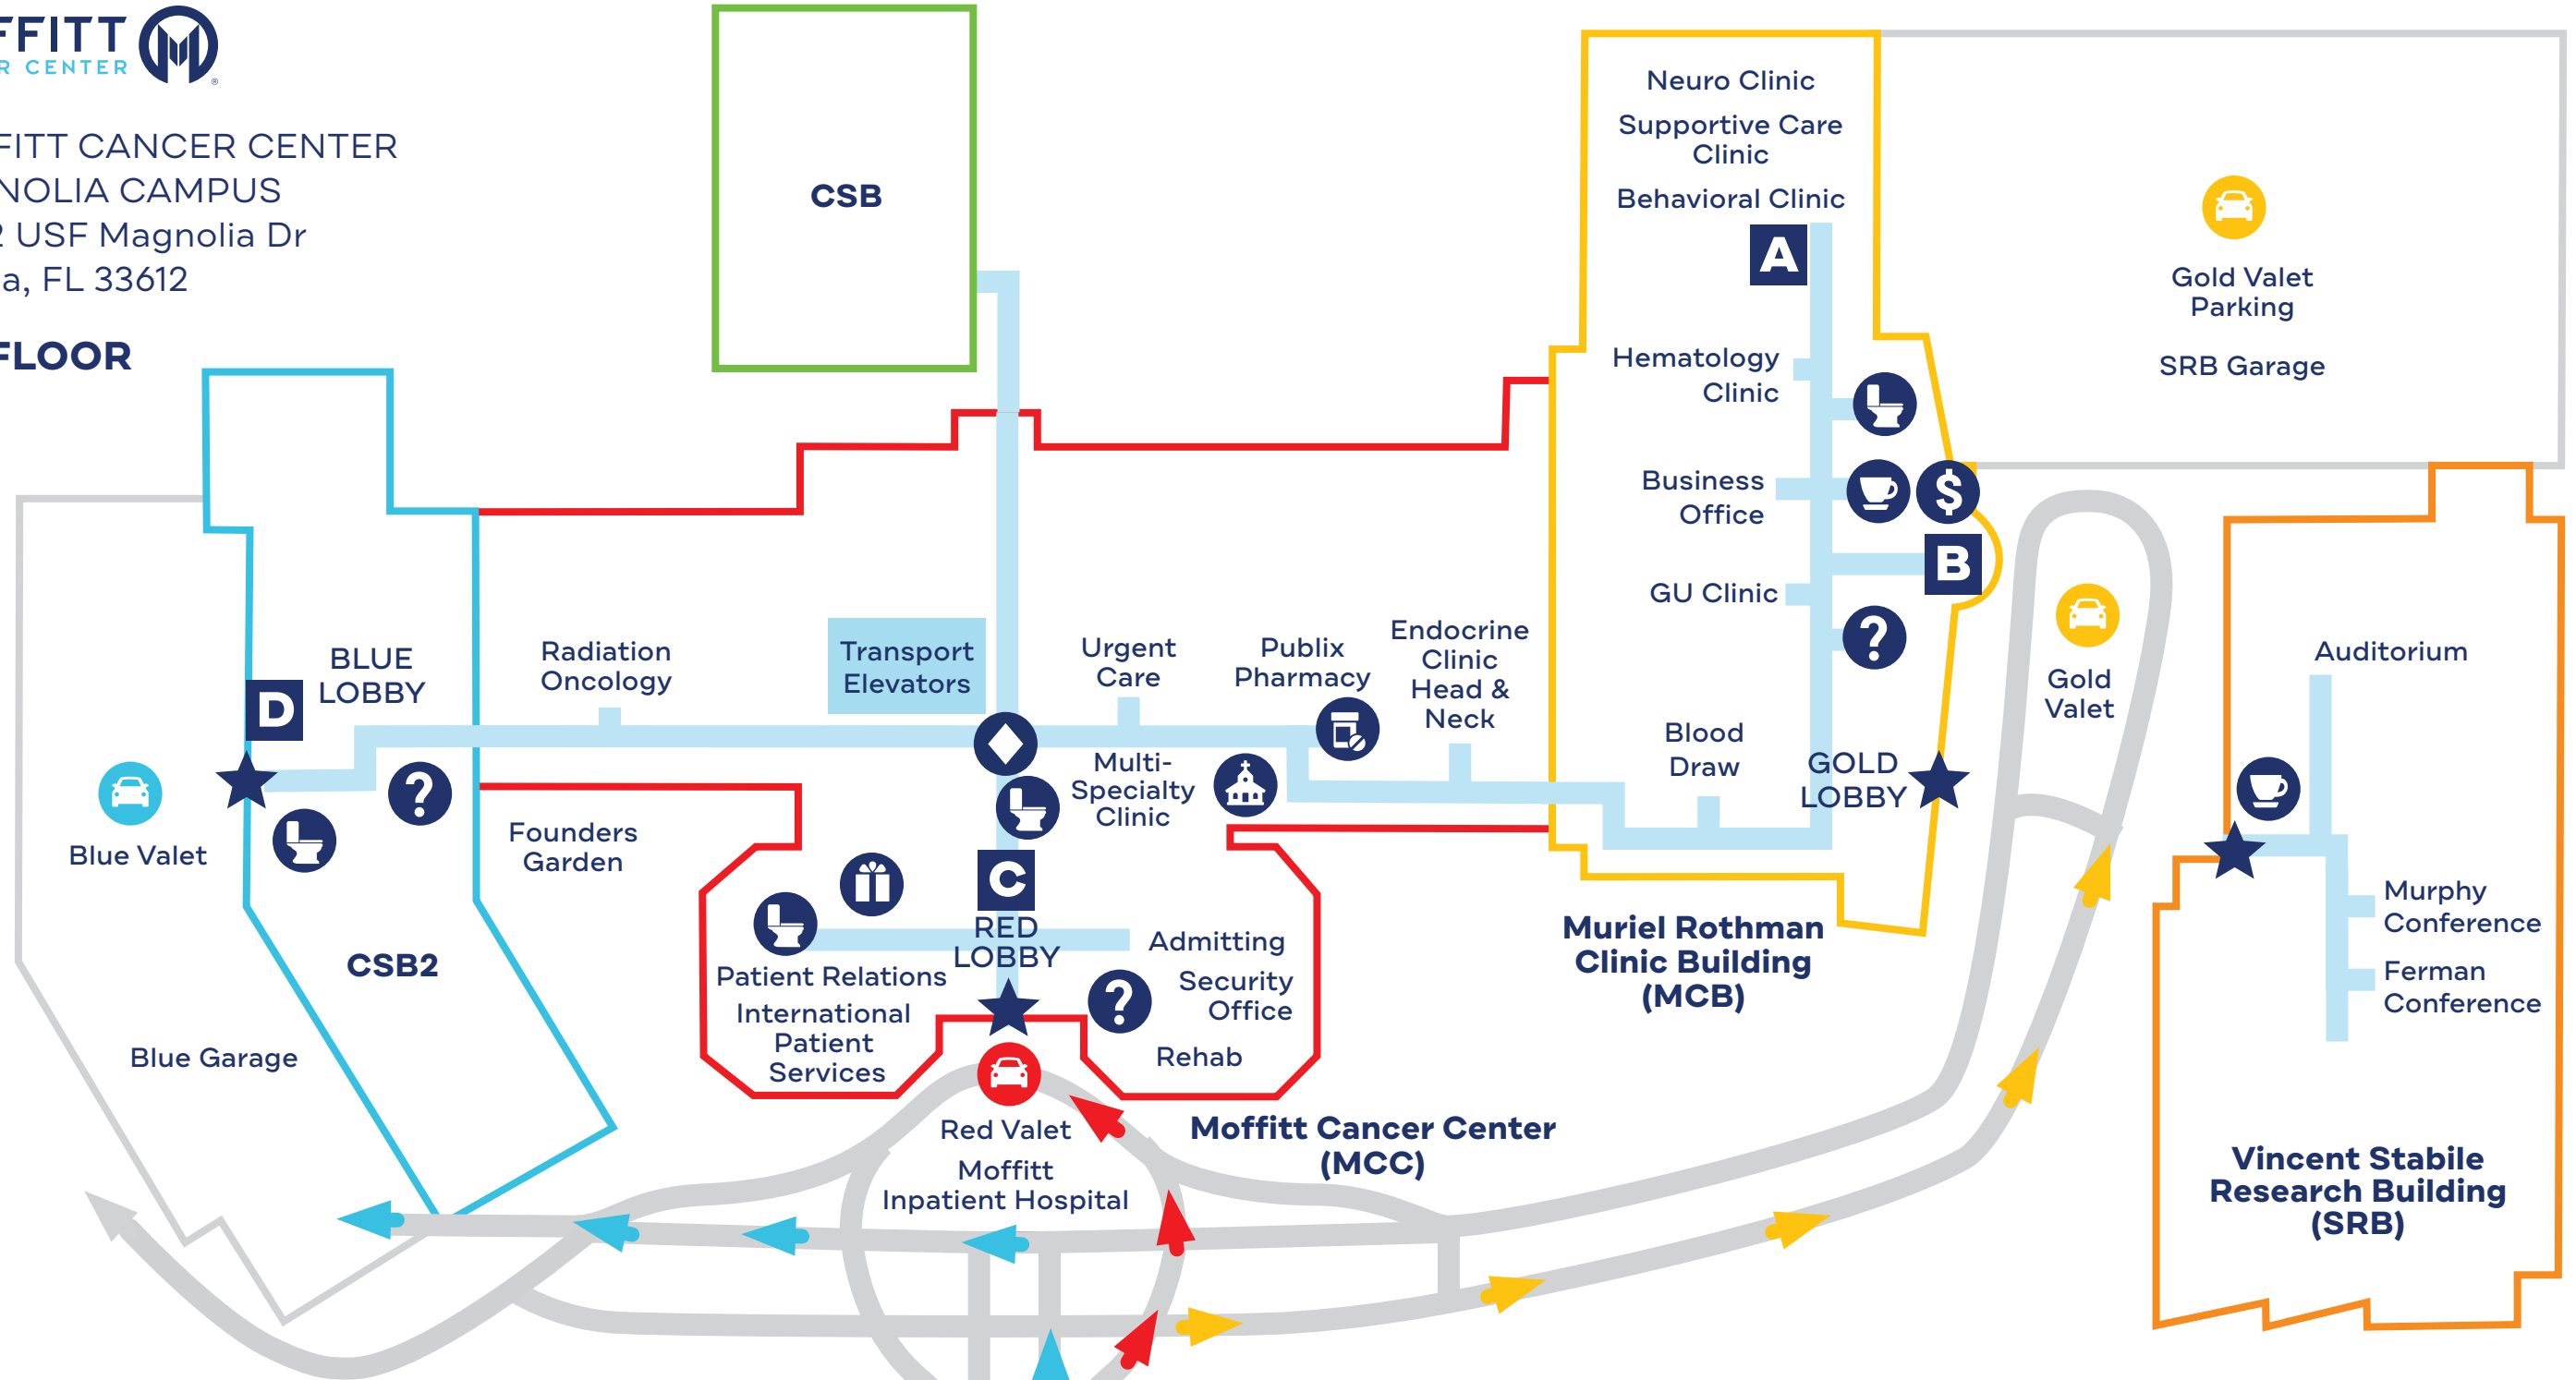 FFITT
R CENTER
®
FITT CANCER CENTER
NOLIA CAMPUS
2 USF Magnolia Dr
a, FL 33612
FLOOR
CSB
Neuro Clinic
Supportive Care
Clinic
Behavioral Clinic
A
Hematology
Clinic
Business
Office
$
B
GU Clinic
?
Blood
Draw
GOLD
LOBBY
Gold Valet
Parking
SRB Garage
Gold
Valet
BLUE
LOBBY
D
?
Blue Valet
Blue Garage
CSB2
Radiation
Oncology
Founders
Garden
Transport
Elevators
Urgent
Care
Multi-
Specialty
Clinic
Publix
Pharmacy
Endocrine
Clinic
Head &
Neck
C
RED
LOBBY
Patient Relations
International
Patient
Services
Admitting
Security
Office
?
Rehab
Red Valet
Moffitt
Inpatient Hospital
Moffitt Cancer Center
(MCC)
Muriel Rothman
Clinic Building
(MCB)
Auditorium
Murphy
Conference
Ferman
Conference
Vincent Stabile
Research Building
(SRB)